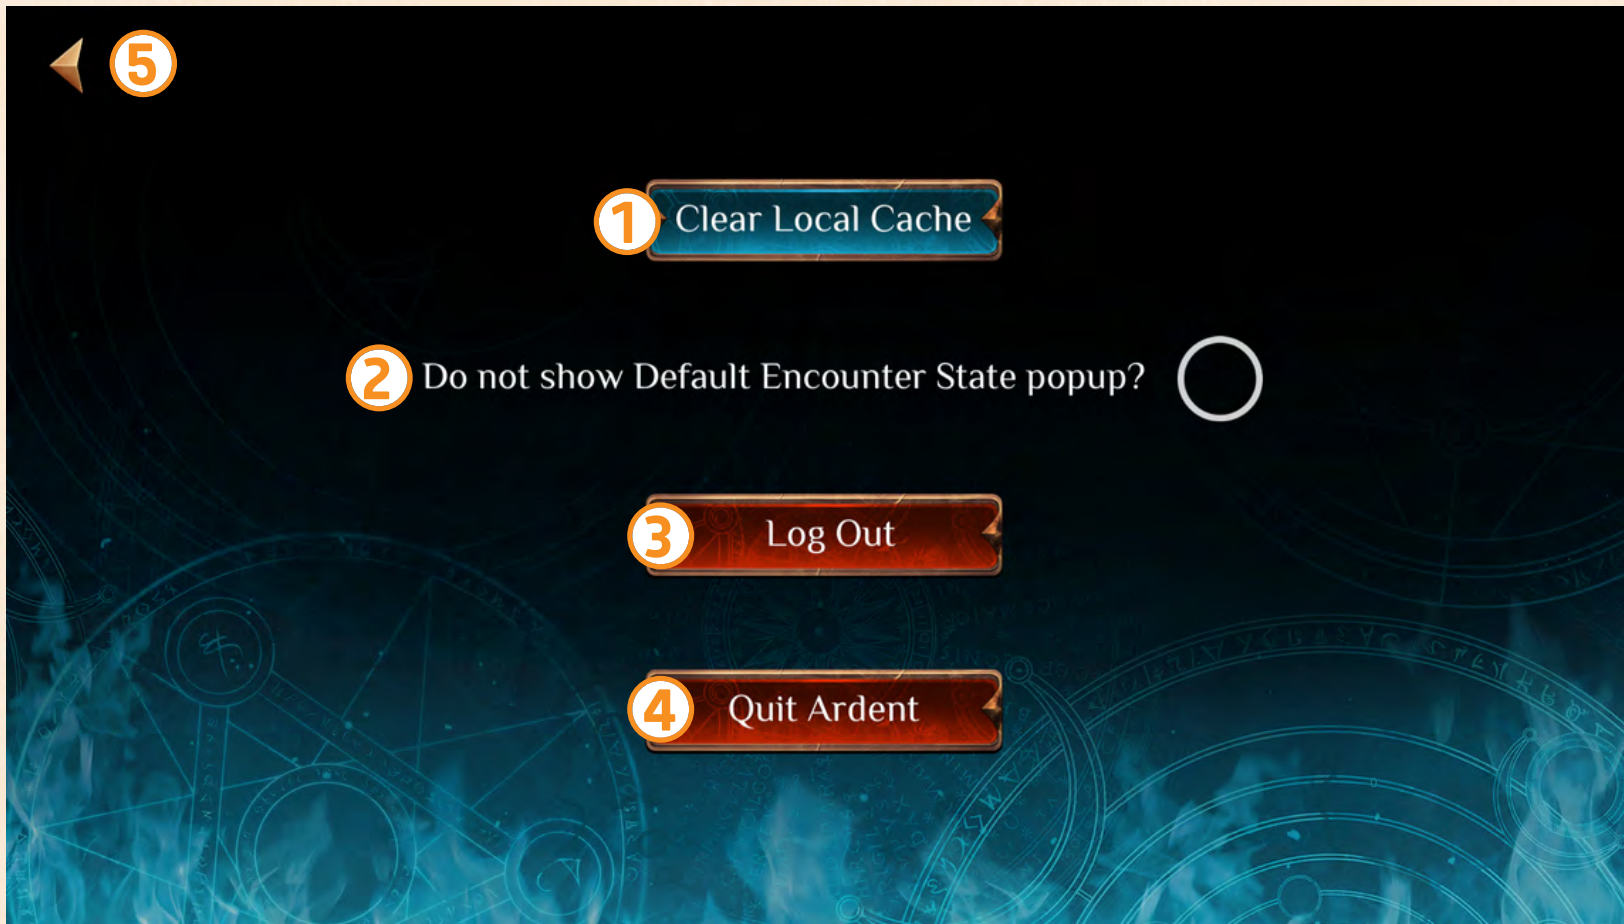 5
1 Clear Local Cache
2 Do not show Default Encounter State popup?
3 Log Out
4 Quit Ardent